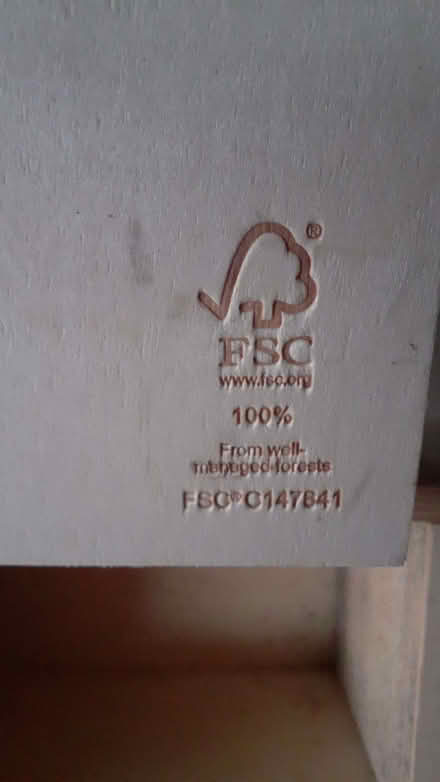 ®
FSC
www.fsc.org
100%
From well-
managed forests
FSC® C147841